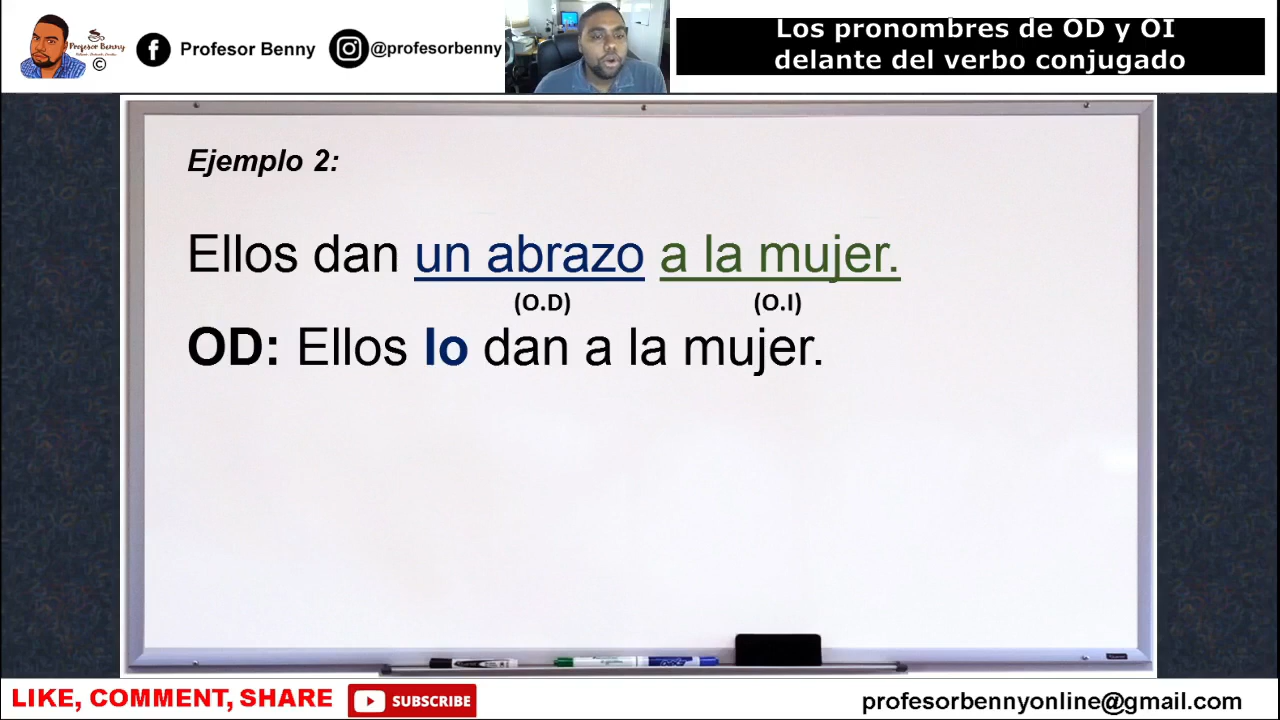 Profesor Benny
©
Profesor Benny
@profesorbenny
Los pronombres de OD y OI
delante del verbo conjugado
Ejemplo 2:
Ellos dan un abrazo a la mujer.
(O.D) (O.I)
OD: Ellos lo dan a la mujer.
LIKE, COMMENT, SHARE
SUBSCRIBE
profesorbennyonline@gmail.com